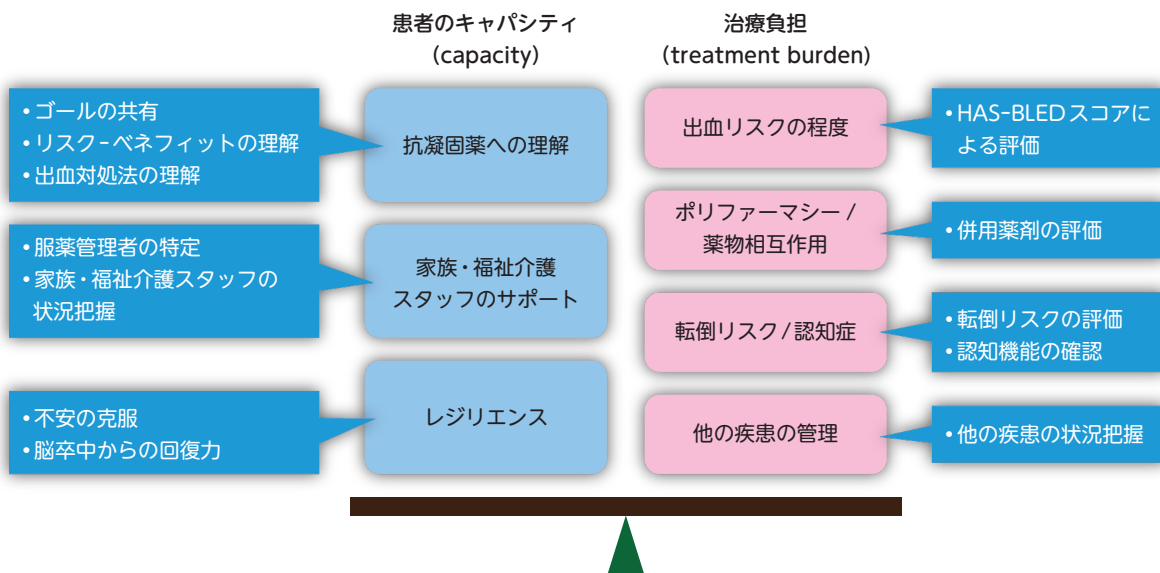 患者のキャパシティ
(capacity)
治療負担
(treatment burden)
•ゴールの共有
•リスク-ベネフィットの理解
•出血対処法の理解
抗凝固薬への理解
出血リスクの程度
•HAS-BLEDスコアに
よる評価
•服薬管理者の特定
•家族・福祉介護スタッフの
状況把握
家族・福祉介護
スタッフのサポート
ポリファーマシー/
薬物相互作用
•併用薬剤の評価
転倒リスク/認知症
•転倒リスクの評価
•認知機能の確認
•不安の克服
•脳卒中からの回復力
レジリエンス
他の疾患の管理
•他の疾患の状況把握